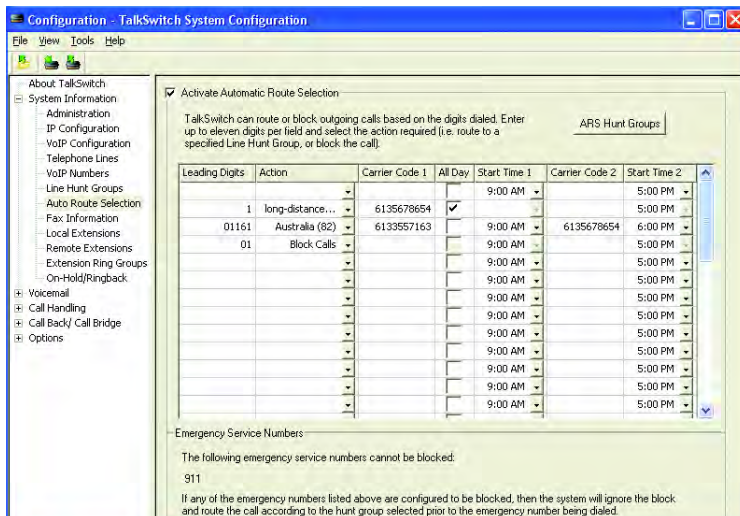 Configuration - TalkSwitch System Configuration
File View Tools Help
About TalkSwitch
System Information
Administration
IP Configuration
VoIP Configuration
Telephone Lines
VoIP Numbers
Line Hunt Groups
Auto Route Selection
Fax Information
Local Extensions
Remote Extensions
Extension Ring Groups
On-Hold/Ringback
Voicemail
Call Handling
Call Back/ Call Bridge
Options
Activate Automatic Route Selection
TalkSwitch can route or block outgoing calls based on the digits dialed. Enter
up to eleven digits per field and select the action required (i.e. route to a
specified Line Hunt Group, or block the call).
ARS Hunt Groups
Leading Digits Action Carrier Code 1 All Day Start Time 1 Carrier Code 2 Start Time 2
9:00 AM 5:00 PM
1 long-distance... 6135678654 5:00 PM
01161 Australia (82) 6133557163 9:00 AM 6135678654 6:00 PM
01 Block Calls 9:00 AM 5:00 PM
9:00 AM 5:00 PM
9:00 AM 5:00 PM
9:00 AM 5:00 PM
9:00 AM 5:00 PM
9:00 AM 5:00 PM
9:00 AM 5:00 PM
9:00 AM 5:00 PM
9:00 AM 5:00 PM
9:00 AM 5:00 PM
Emergency Service Numbers
The following emergency service numbers cannot be blocked:
911
If any of the emergency numbers listed above are configured to be blocked, then the system will ignore the block
and route the call according to the hunt group selected prior to the emergency number being dialed.